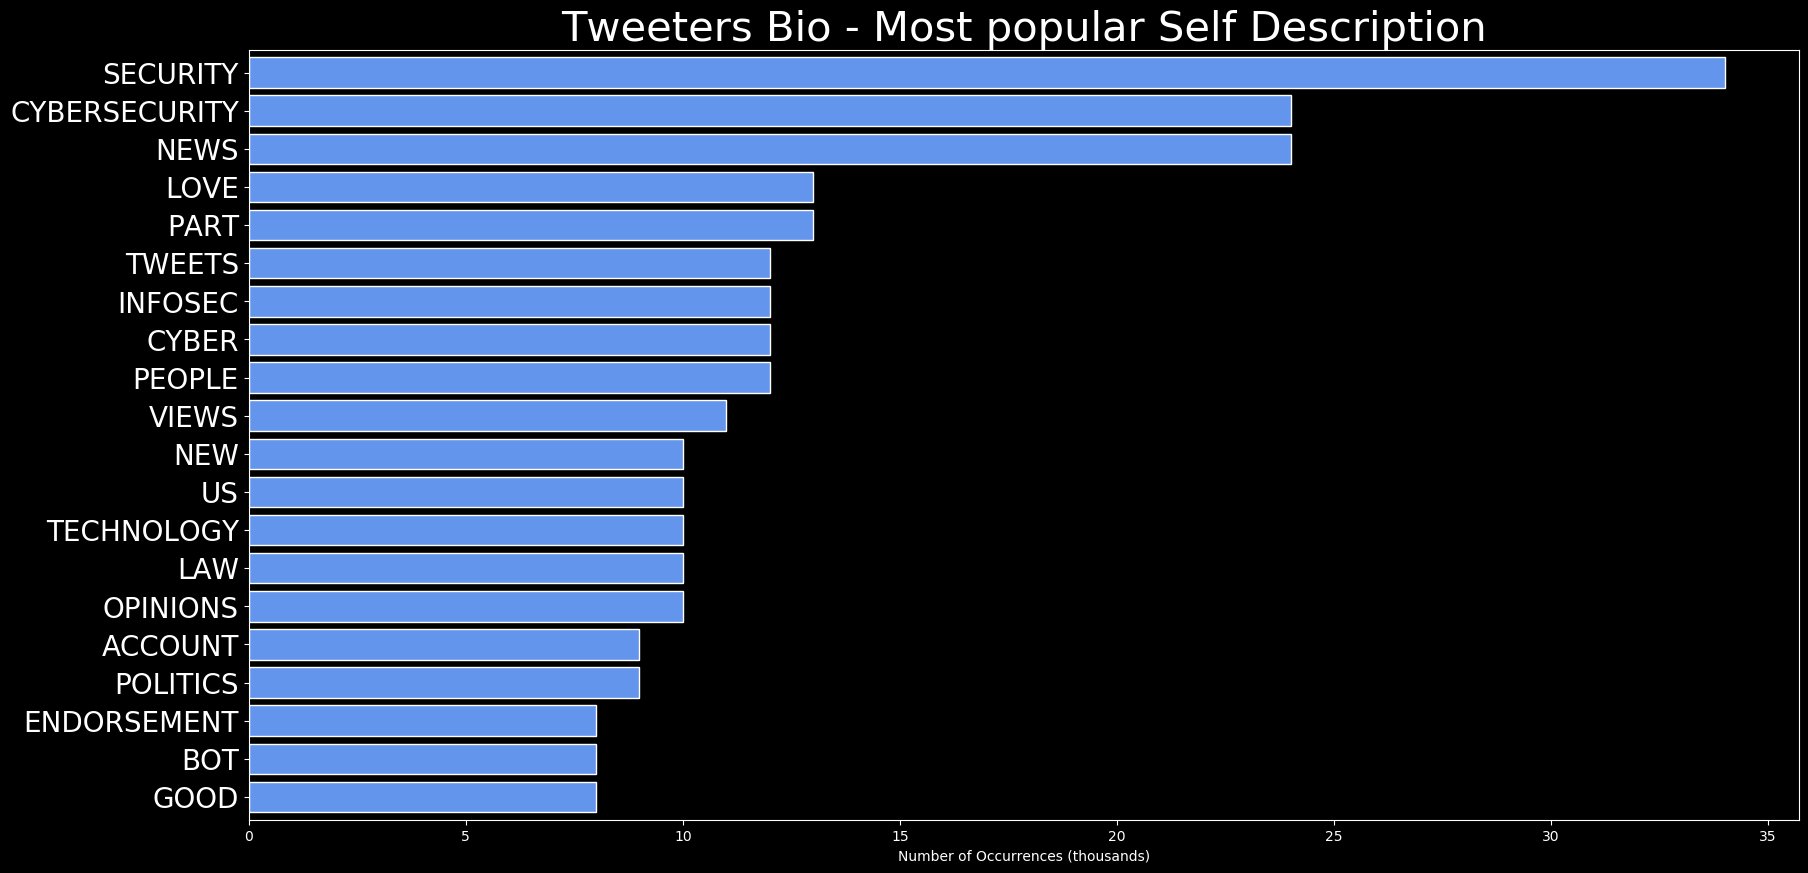 Tweeters Bio - Most popular Self Description
SECURITY
CYBERSECURITY
NEWS
LOVE
PART
TWEETS
INFOSEC
CYBER
PEOPLE
VIEWS
NEW
US
TECHNOLOGY
LAW
OPINIONS
ACCOUNT
POLITICS
ENDORSEMENT
BOT
GOOD
0 5 10 15 20 25 30 35
Number of Occurrences (thousands)